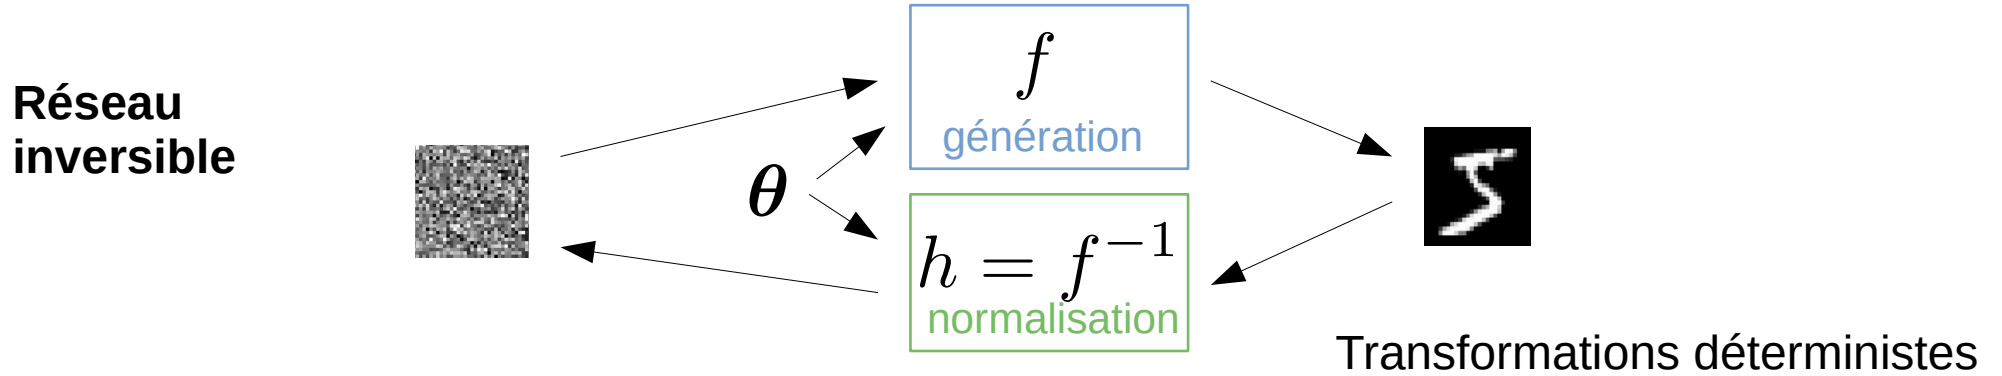 Réseau
inversible
f
génération
θ
h = f⁻¹
normalisation
Transformations déterministes